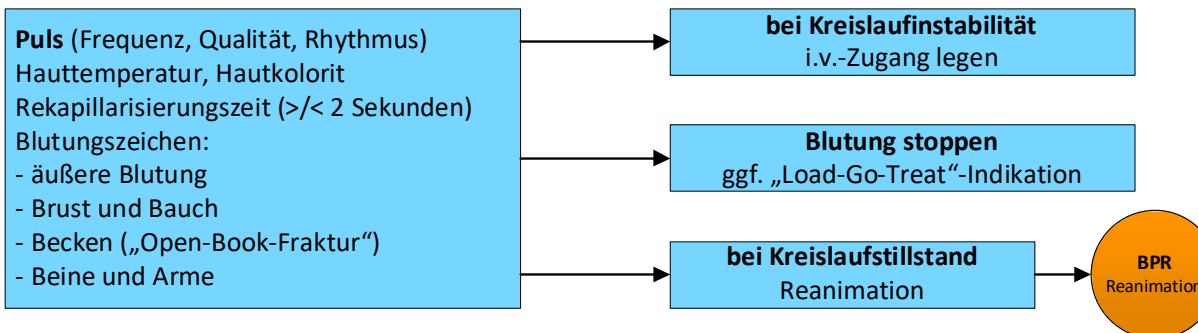 Puls (Frequenz, Qualität, Rhythmus)
Hauttemperatur, Hautkolorit
Rekapillarisierungszeit (>/< 2 Sekunden)
Blutungszeichen:
- äußere Blutung
- Brust und Bauch
- Becken („Open-Book-Fraktur“)
- Beine und Arme
bei Kreislaufinstabilität
i.v.-Zugang legen
Blutung stoppen
ggf. „Load-Go-Treat“-Indikation
bei Kreislaufstillstand
Reanimation
BPR
Reanimation